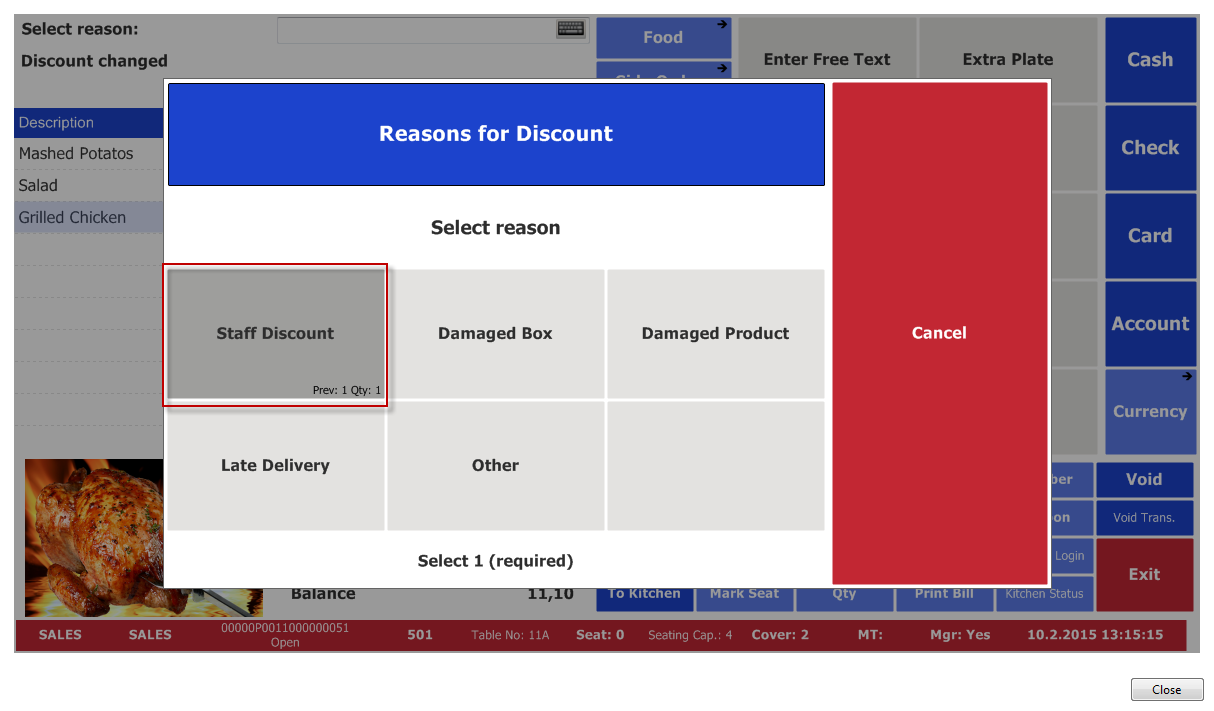 Select reason:
Discount changed
Food
Enter Free Text
Extra Plate
Cash
Description
Mashed Potatos
Salad
Grilled Chicken
Reasons for Discount
Select reason
Staff Discount
Prev: 1 Qty: 1
Damaged Box
Damaged Product
Late Delivery
Other
Select 1 (required)
Cancel
Check
Card
Account
Currency
Void
Void Trans.
Login
Exit
Balance 11,10
To Kitchen
Mark Seat
Qty
Print Bill
Kitchen Status
SALES SALES 00000P0011000000051 501 Table No: 11A Seat: 0 Seating Cap.: 4 Cover: 2 MT: Mgr: Yes 10.2.2015 13:15:15
Open
Close